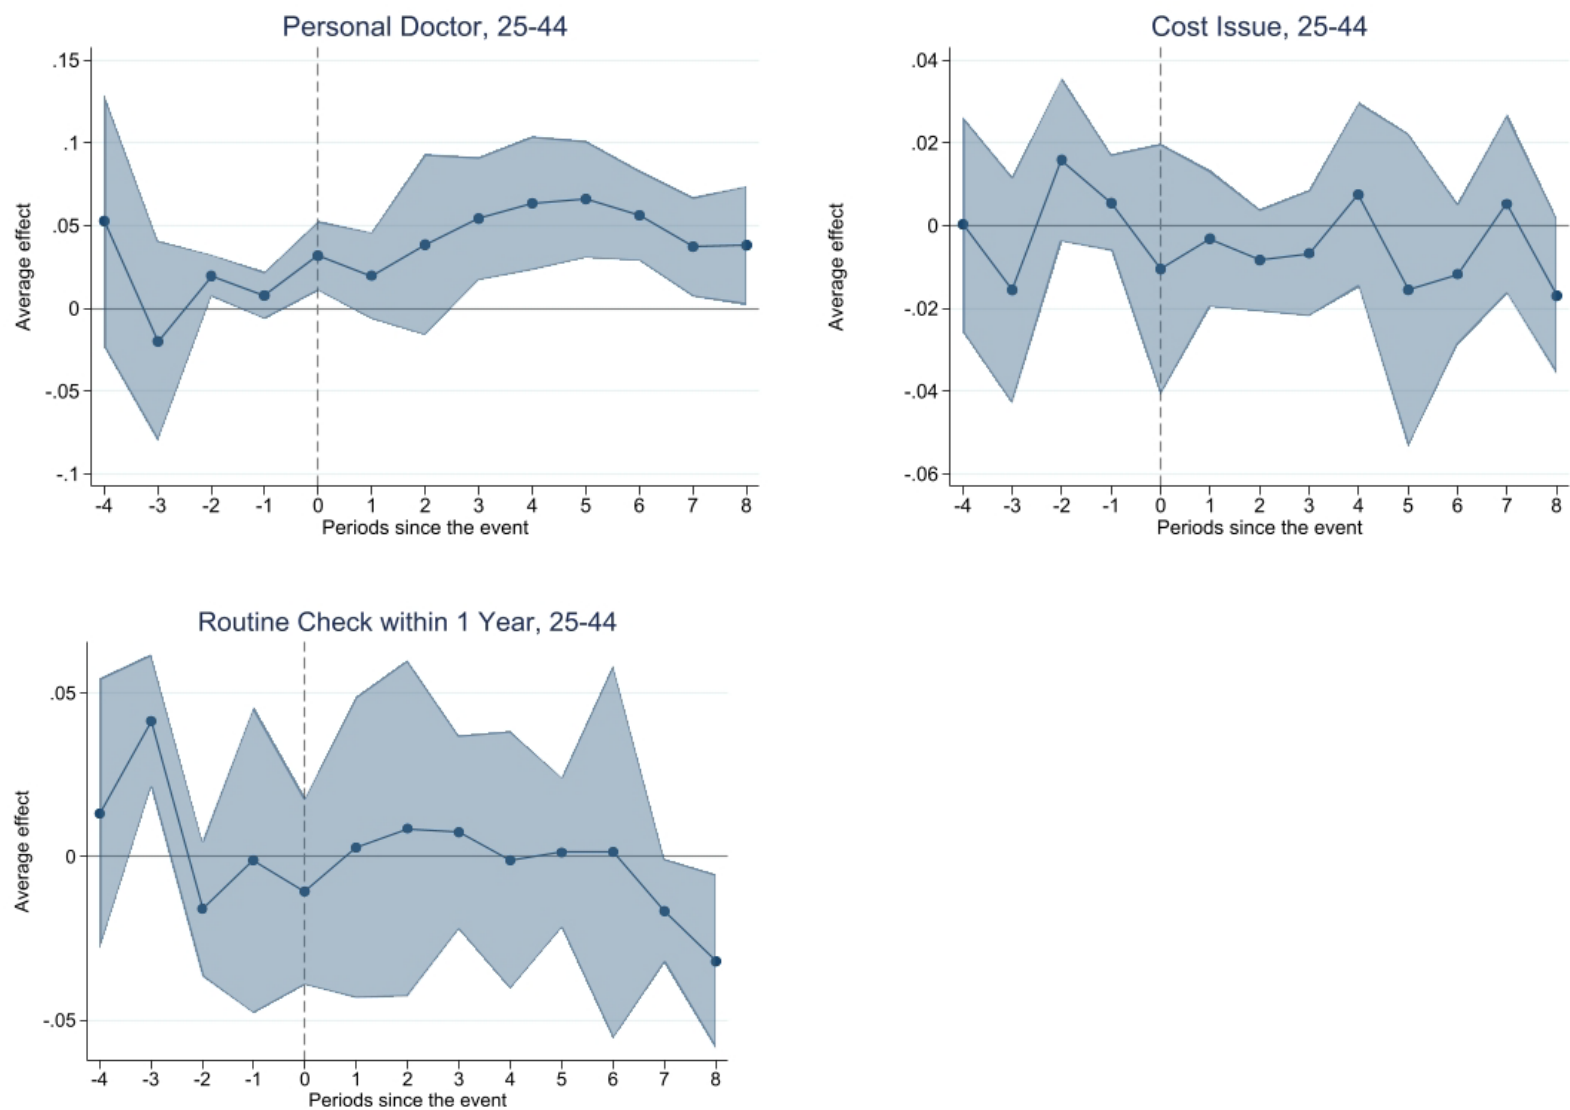 Personal Doctor, 25-44
.15
.1
.05
0
-.05
-.1
Average effect
-4 -3 -2 -1 0 1 2 3 4 5 6 7 8
Periods since the event
Cost Issue, 25-44
.04
.02
0
-.02
-.04
-.06
Average effect
-4 -3 -2 -1 0 1 2 3 4 5 6 7 8
Periods since the event
Routine Check within 1 Year, 25-44
.05
0
-.05
Average effect
-4 -3 -2 -1 0 1 2 3 4 5 6 7 8
Periods since the event